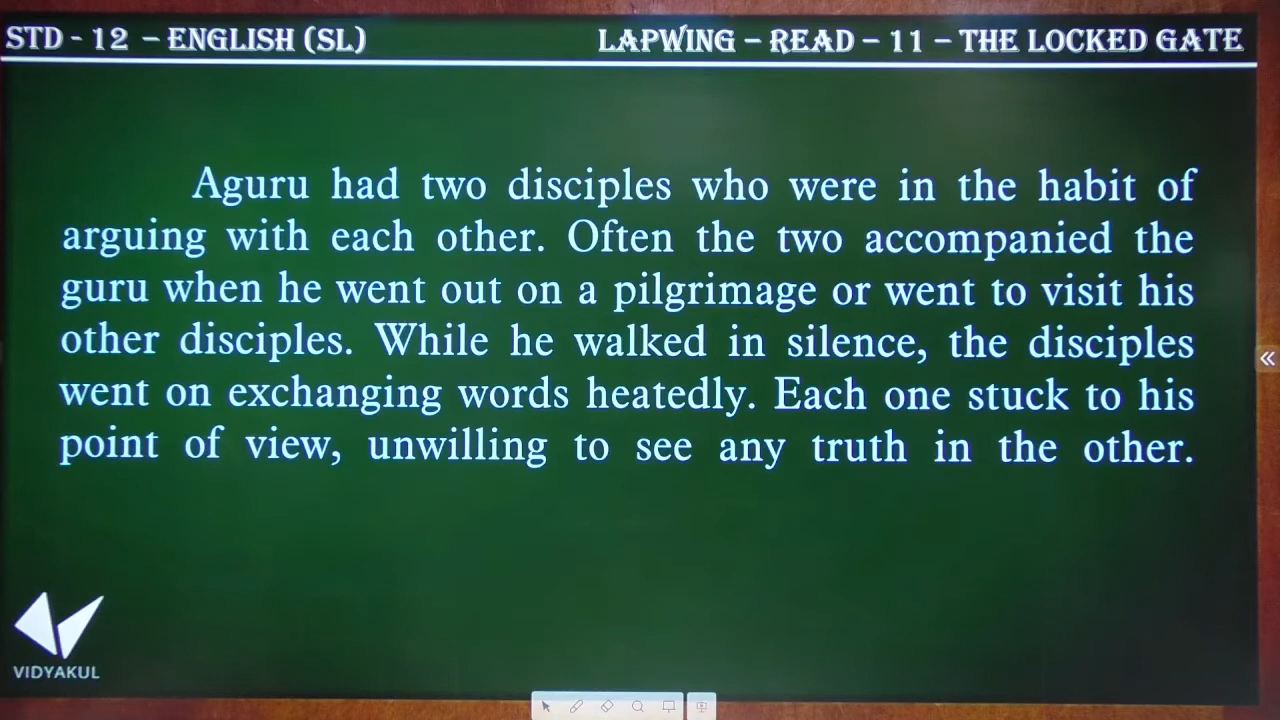 STD - 12 – ENGLISH (SL)
LAPWING – READ – 11 – THE LOCKED GATE
Aguru had two disciples who were in the habit of
arguing with each other. Often the two accompanied the
guru when he went out on a pilgrimage or went to visit his
other disciples. While he walked in silence, the disciples
went on exchanging words heatedly. Each one stuck to his
point of view, unwilling to see any truth in the other.
VIDYAKUL